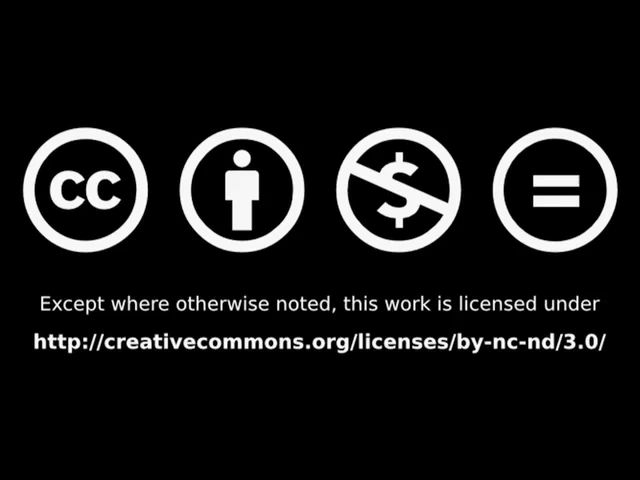 cc
$
=
Except where otherwise noted, this work is licensed under
http://creativecommons.org/licenses/by-nc-nd/3.0/